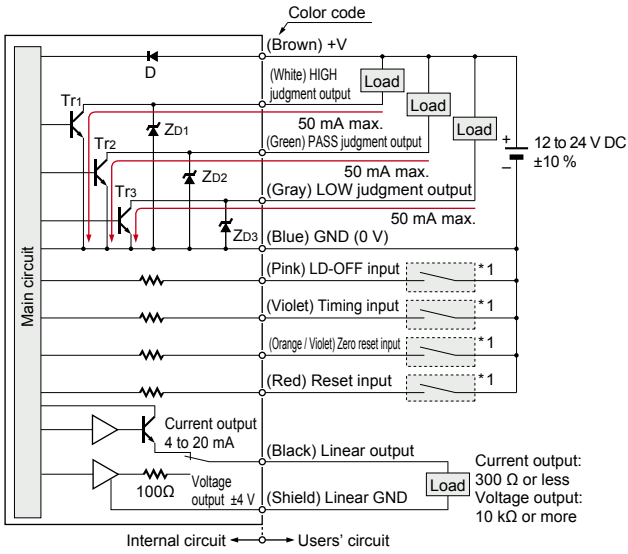 Color code
(Brown) +V
D
(White) HIGH
judgment output
Load
Load
Load
Tr1
ZD1
50 mA max.
(Green) PASS judgment output
Tr2
ZD2
50 mA max.
12 to 24 V DC
±10 %
+
−
Tr3
(Gray) LOW judgment output
50 mA max.
ZD3
(Blue) GND (0 V)
Main circuit
(Pink) LD-OFF input
*1
(Violet) Timing input
*1
(Orange / Violet) Zero reset input
*1
(Red) Reset input
*1
Current output
4 to 20 mA
(Black) Linear output
Load
Current output:
300 Ω or less
Voltage output:
10 kΩ or more
100Ω
Voltage
output ±4 V
(Shield) Linear GND
Internal circuit
Users' circuit